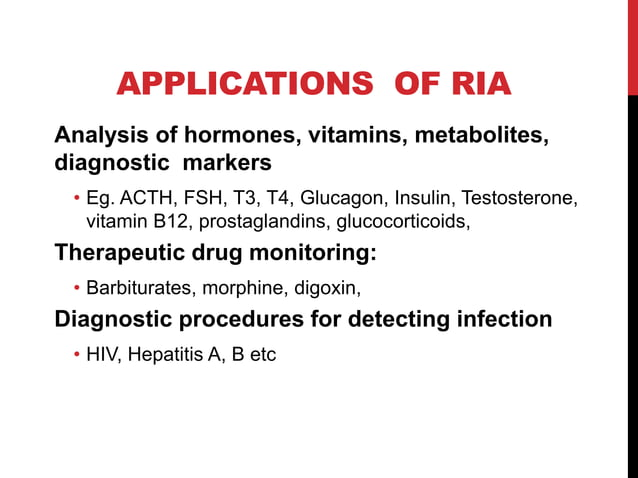 APPLICATIONS OF RIA
Analysis of hormones, vitamins, metabolites,
diagnostic markers
• Eg. ACTH, FSH, T3, T4, Glucagon, Insulin, Testosterone,
vitamin B12, prostaglandins, glucocorticoids,
Therapeutic drug monitoring:
• Barbiturates, morphine, digoxin,
Diagnostic procedures for detecting infection
• HIV, Hepatitis A, B etc